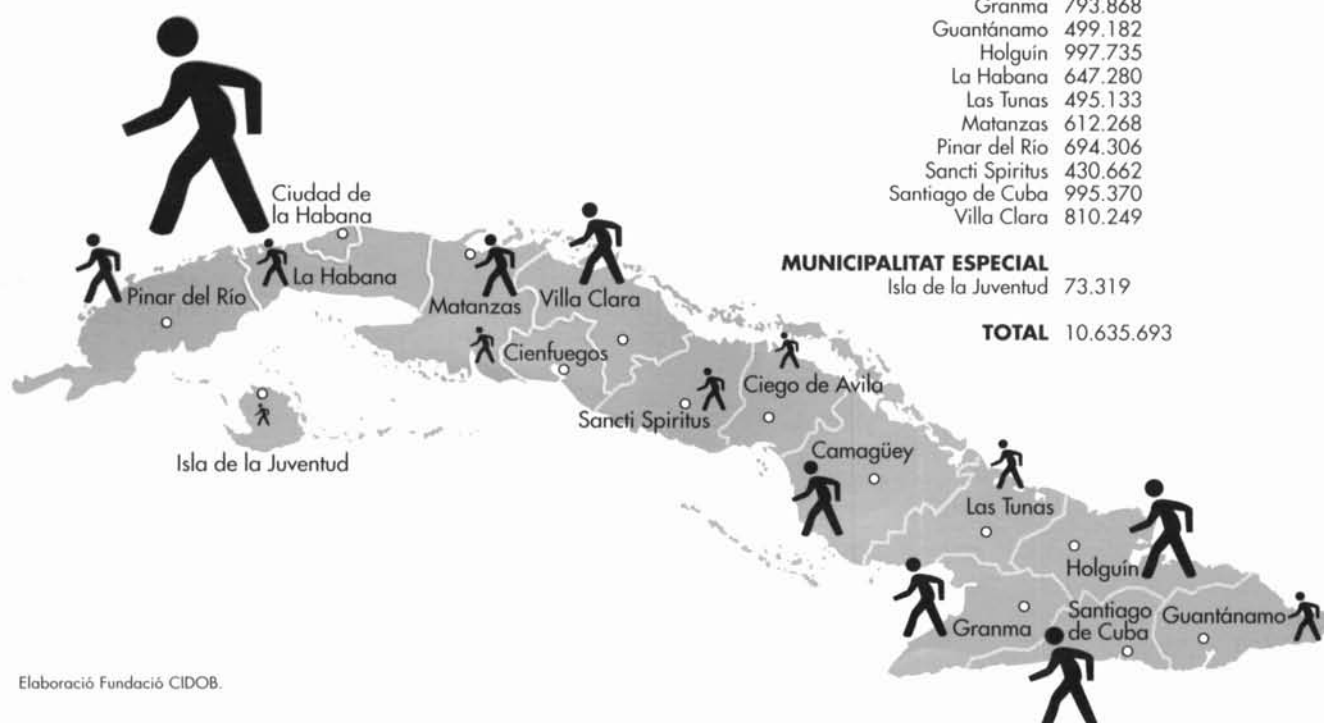 Granma 793.868
Guantánamo 499.182
Holguín 997.735
La Habana 647.280
Las Tunas 495.133
Matanzas 612.268
Pinar del Río 694.306
Sancti Spiritus 430.662
Santiago de Cuba 995.370
Villa Clara 810.249
MUNICIPALITAT ESPECIAL
Isla de la Juventud 73.319
TOTAL 10.635.693
Ciudad de
la Habana
Pinar del Río
La Habana
Matanzas
Villa Clara
Cienfuegos
Ciego de Avila
Sancti Spiritus
Isla de la Juventud
Camagüey
Las Tunas
Holguín
Granma
Santiago
de Cuba
Guantánamo
Elaboració Fundació CIDOB.